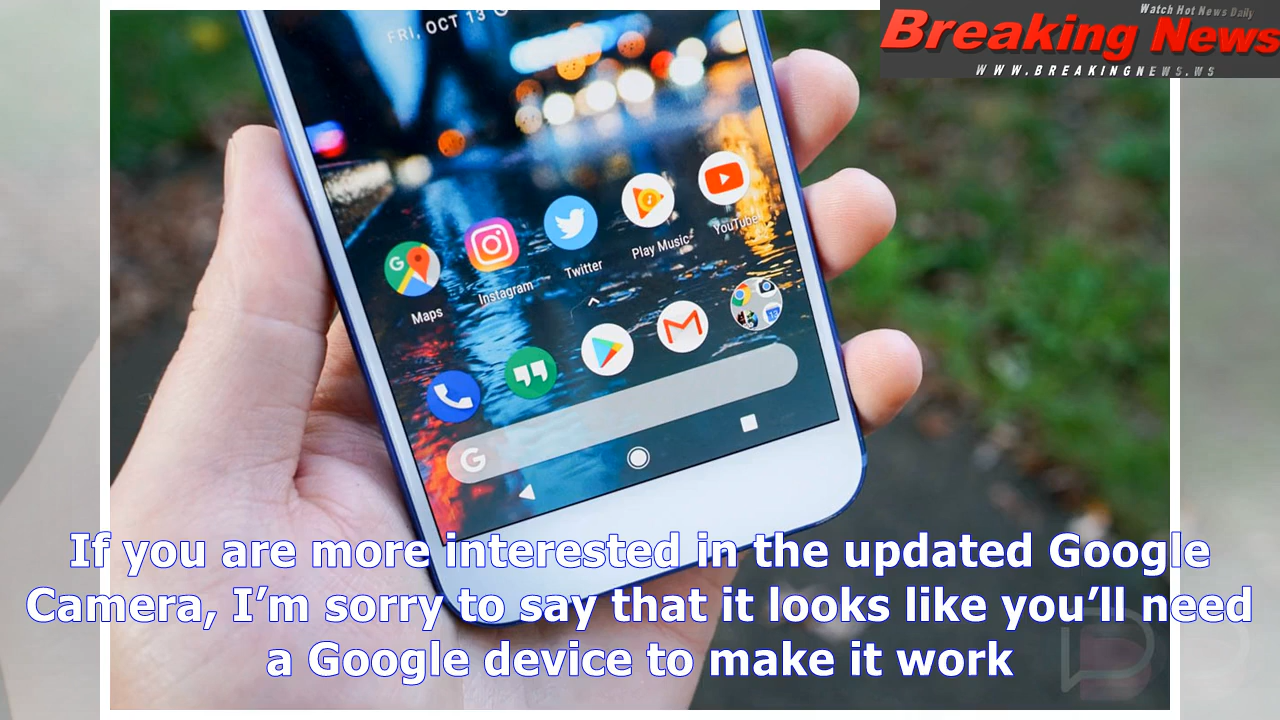 Watch Hot News Daily
Breaking News
WWW.BREAKINGNEWS.WS
FRI, OCT 13
Maps
Instagram
Twitter
Play Music
YouTube
G
If you are more interested in the updated Google
Camera, I’m sorry to say that it looks like you’ll need
a Google device to make it work